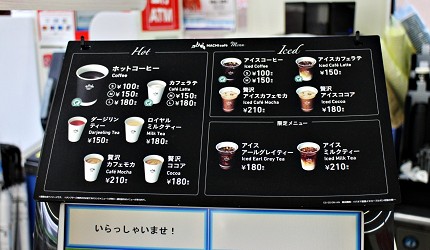 ATM
MACHI café Menu
Hot
ホットコーヒー
Coffee
S ¥100
M ¥150
L ¥180
カフェラテ
Café Latte
M ¥150
L ¥180
ダージリン
ティー
Darjeeling Tea
¥150
ロイヤル
ミルクティー
Milk Tea
¥180
贅沢
カフェモカ
Café Mocha
¥210
贅沢
ココア
Cocoa
¥180
Iced
アイスコーヒー
Iced Coffee
S ¥100
M ¥150
アイスカフェラテ
Iced Café Latte
¥150
贅沢
アイスカフェモカ
Iced Café Mocha
¥210
贅沢
アイスココア
Iced Cocoa
¥180
限定メニュー
アイス
アールグレイティー
Iced Earl Grey Tea
¥180
アイス
ミルクティー
Iced Milk Tea
¥210
いらっしゃいませ！